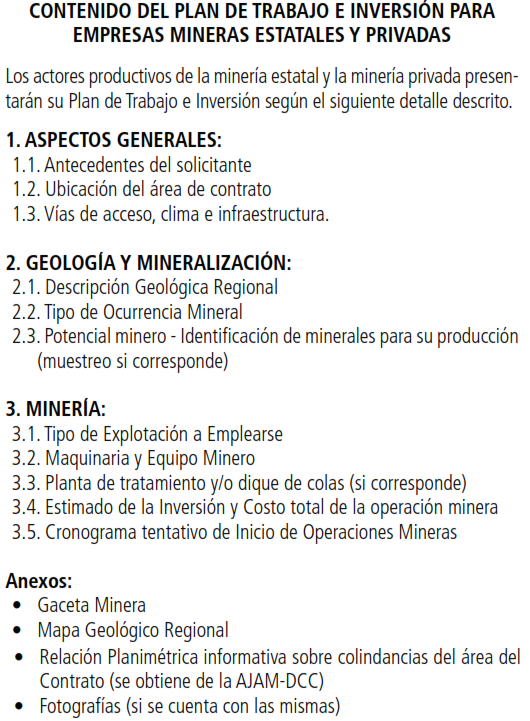 CONTENIDO DEL PLAN DE TRABAJO E INVERSIÓN PARA
EMPRESAS MINERAS ESTATALES Y PRIVADAS
Los actores productivos de la minería estatal y la minería privada presen-
tarán su Plan de Trabajo e Inversión según el siguiente detalle descrito.
1. ASPECTOS GENERALES:
1.1. Antecedentes del solicitante
1.2. Ubicación del área de contrato
1.3. Vías de acceso, clima e infraestructura.
2. GEOLOGÍA Y MINERALIZACIÓN:
2.1. Descripción Geológica Regional
2.2. Tipo de Ocurrencia Mineral
2.3. Potencial minero - Identificación de minerales para su producción
(muestreo si corresponde)
3. MINERÍA:
3.1. Tipo de Explotación a Emplearse
3.2. Maquinaria y Equipo Minero
3.3. Planta de tratamiento y/o dique de colas (si corresponde)
3.4. Estimado de la Inversión y Costo total de la operación minera
3.5. Cronograma tentativo de Inicio de Operaciones Mineras
Anexos:
• Gaceta Minera
• Mapa Geológico Regional
• Relación Planimétrica informativa sobre colindancias del área del
Contrato (se obtiene de la AJAM-DCC)
• Fotografías (si se cuenta con las mismas)